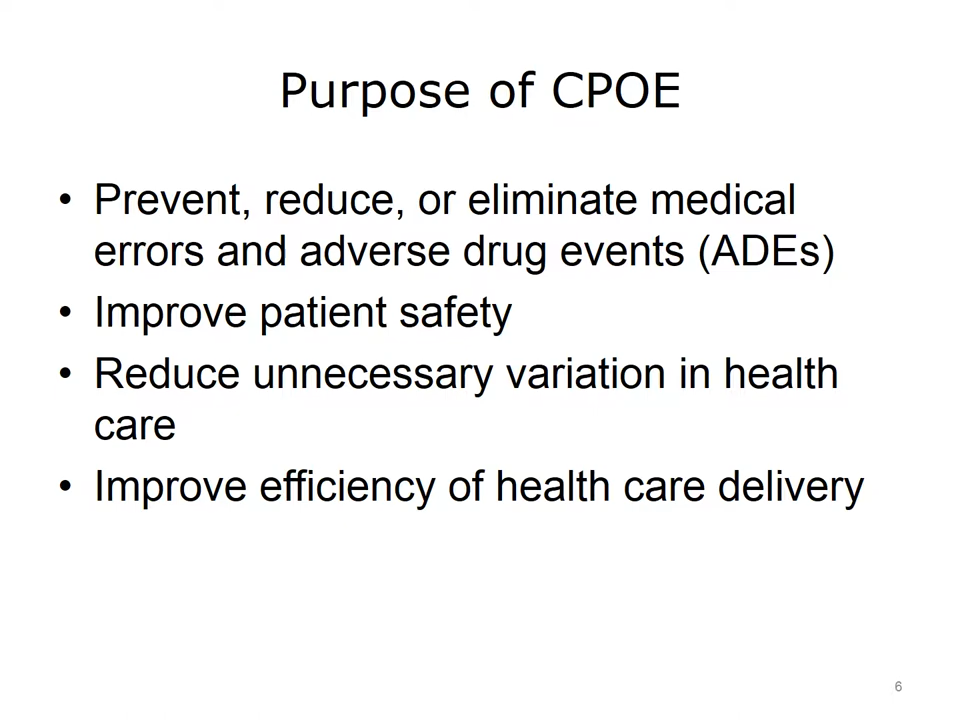 Purpose of CPOE
• Prevent, reduce, or eliminate medical
errors and adverse drug events (ADEs)
• Improve patient safety
• Reduce unnecessary variation in health
care
• Improve efficiency of health care delivery
6